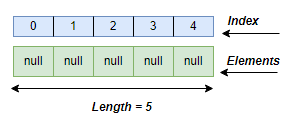 0 1 2 3 4 Index
null null null null null Elements
Length = 5